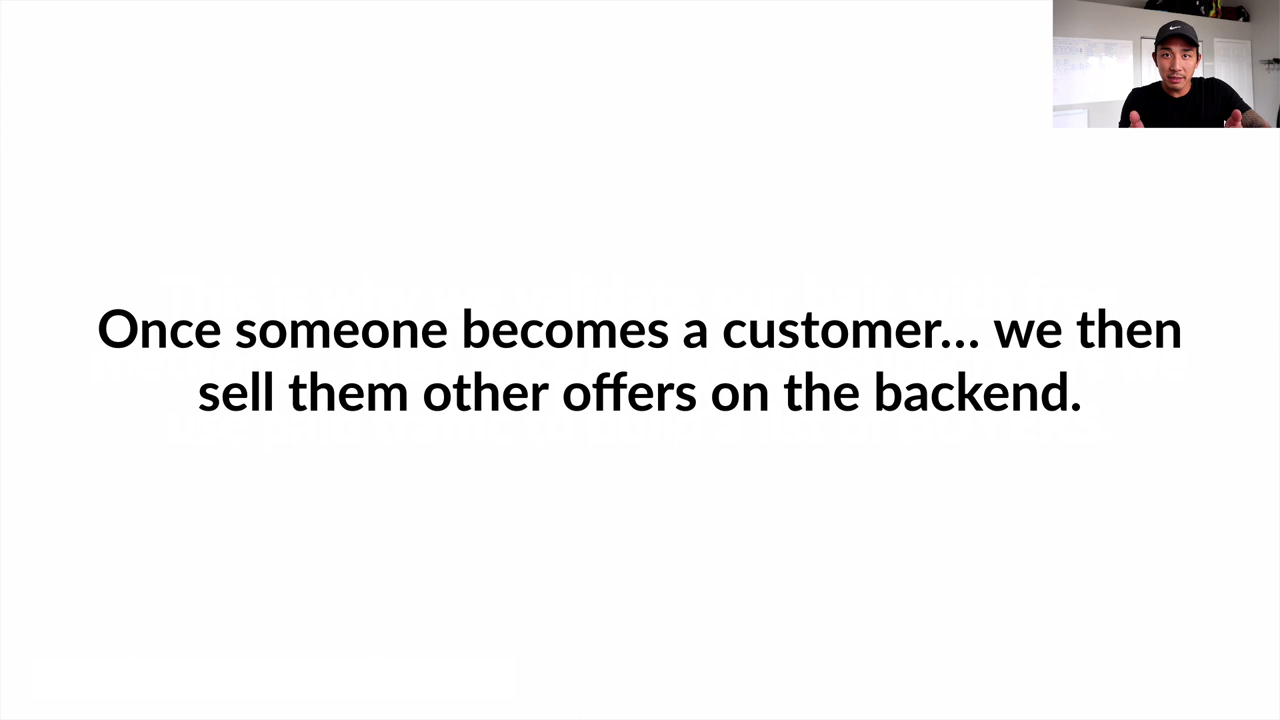 Once someone becomes a customer... we then
sell them other offers on the backend.